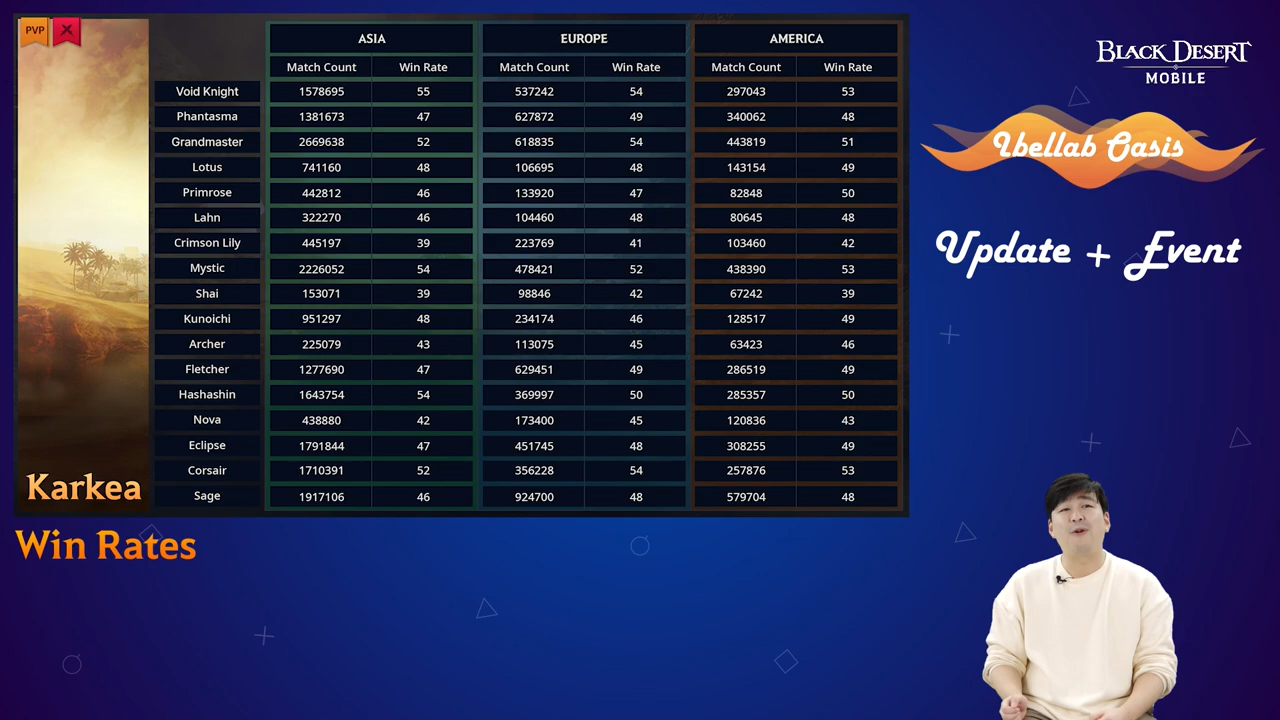 PVP
ASIA EUROPE AMERICA
Match Count Win Rate Match Count Win Rate Match Count Win Rate
Void Knight 1578695 55 537242 54 297043 53
Phantasma 1381673 47 627872 49 340062 48
Grandmaster 2669638 52 618835 54 443819 51
Lotus 741160 48 106695 48 143154 49
Primrose 442812 46 133920 47 82848 50
Lahn 322270 46 104460 48 80645 48
Crimson Lily 445197 39 223769 41 103460 42
Mystic 2226052 54 478421 52 438390 53
Shai 153071 39 98846 42 67242 39
Kunoichi 951297 48 234174 46 128517 49
Archer 225079 43 113075 45 63423 46
Fletcher 1277690 47 629451 49 286519 49
Hashashin 1643754 54 369997 50 285357 50
Nova 438880 42 173400 45 120836 43
Eclipse 1791844 47 451745 48 308255 49
Corsair 1710391 52 356228 54 257876 53
Sage 1917106 46 924700 48 579704 48
Karkea
Win Rates
BLACK DESERT
MOBILE
Ibellab Oasis
Update + Event